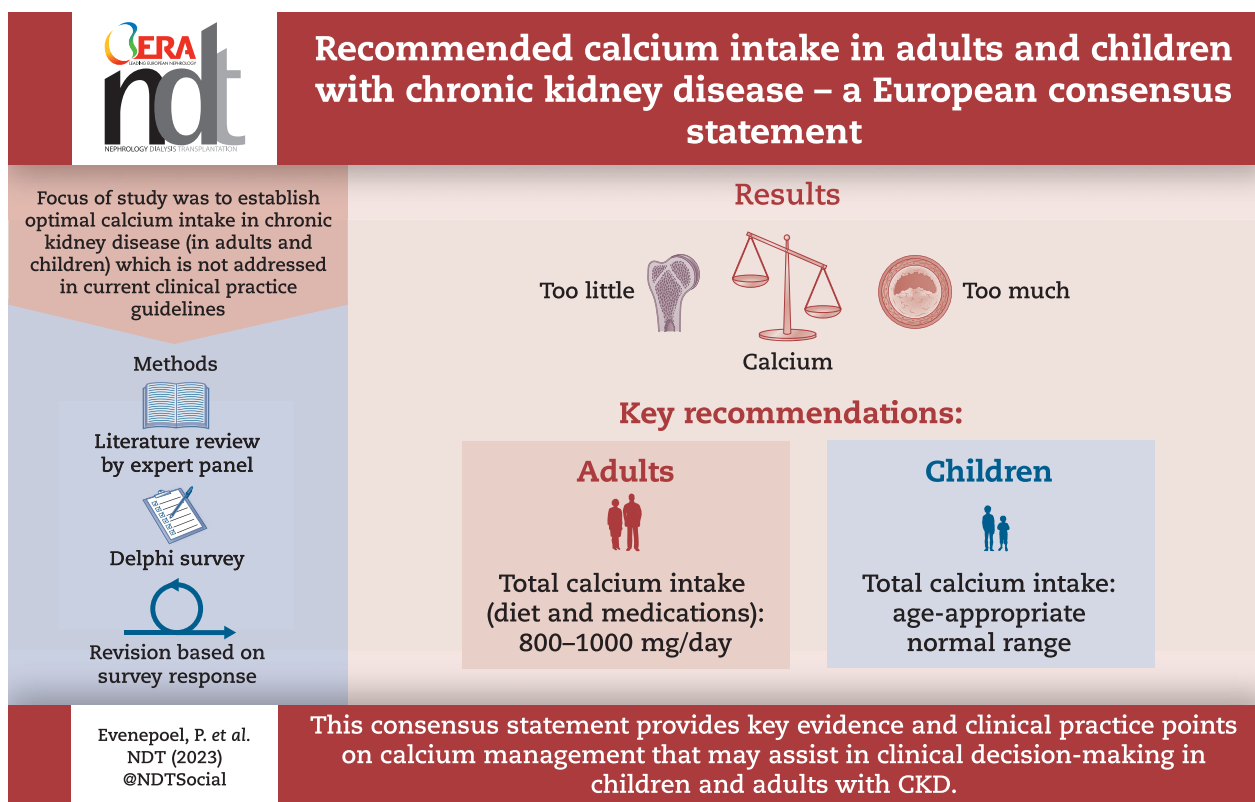 ERA
LEADING EUROPEAN NEPHROLOGY
ndt
NEPHROLOGY DIALYSIS TRANSPLANTATION
Recommended calcium intake in adults and children
with chronic kidney disease – a European consensus
statement
Focus of study was to establish
optimal calcium intake in chronic
kidney disease (in adults and
children) which is not addressed
in current clinical practice
guidelines
Methods
Literature review
by expert panel
Delphi survey
Revision based on
survey response
Results
Too little
Too much
Calcium
Key recommendations:
Adults
Total calcium intake
(diet and medications):
800–1000 mg/day
Children
Total calcium intake:
age-appropriate
normal range
Evenepoel, P. et al.
NDT (2023)
@NDTSocial
This consensus statement provides key evidence and clinical practice points
on calcium management that may assist in clinical decision-making in
children and adults with CKD.